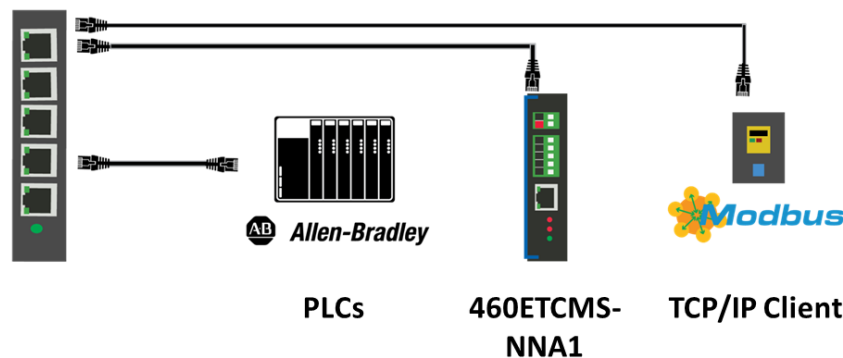 AB Allen-Bradley
Modbus
PLCs
460ETCMS-
NNA1
TCP/IP Client